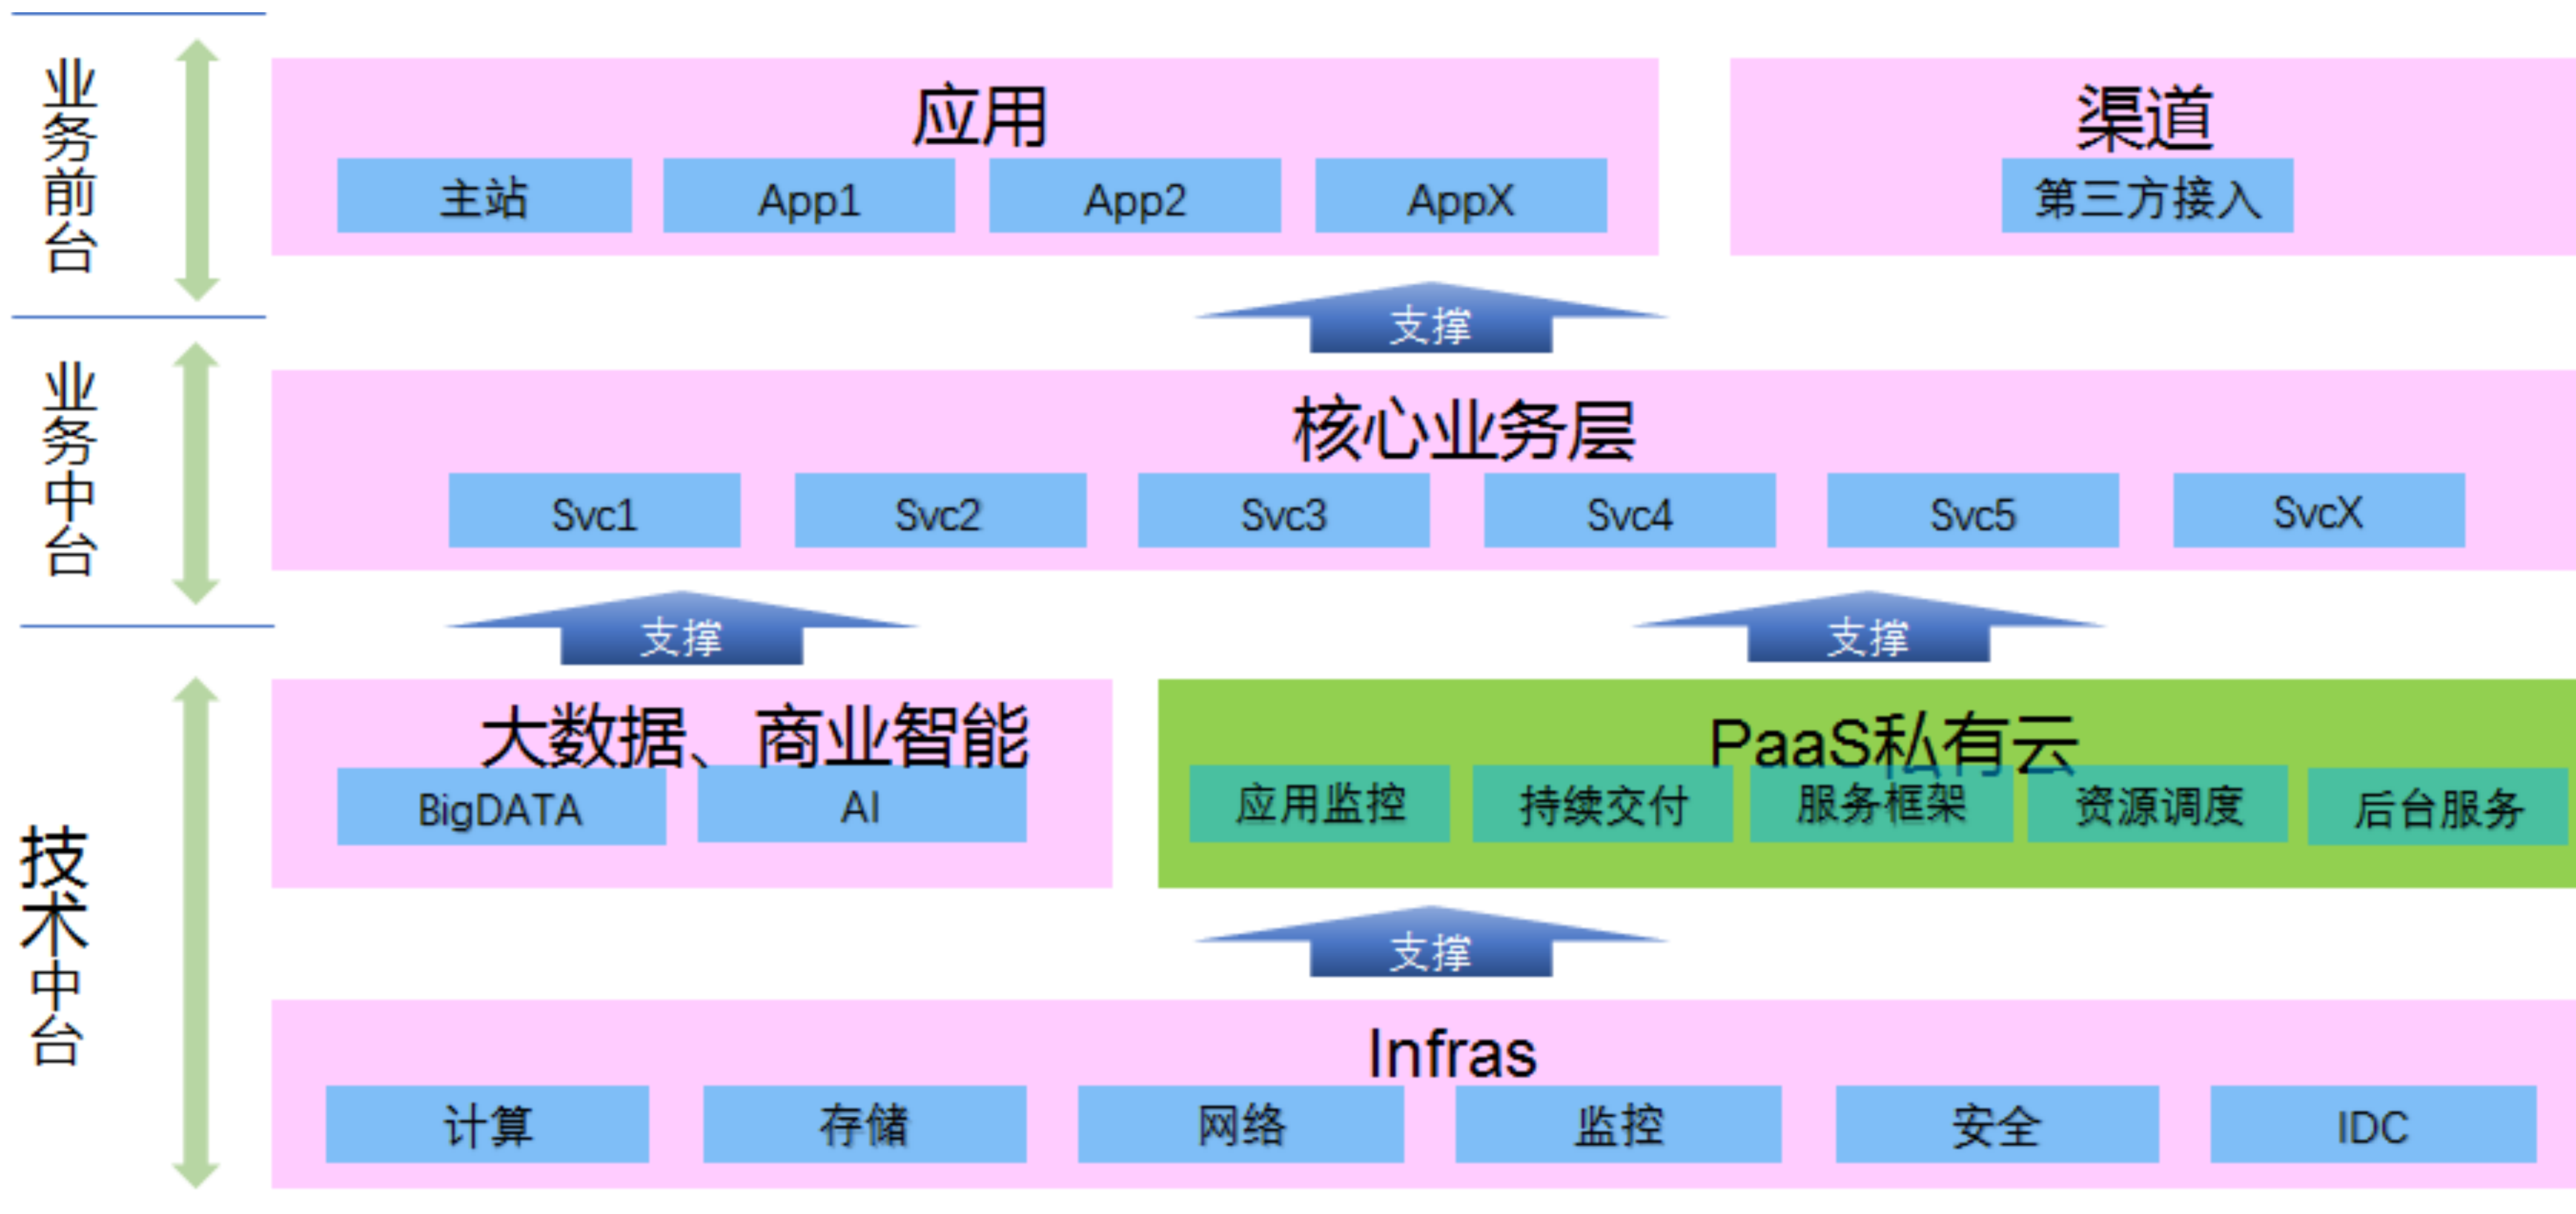 业务前台
应用
主站
App1
App2
AppX
渠道
第三方接入
支撑
业务中台
核心业务层
Svc1
Svc2
Svc3
Svc4
Svc5
SvcX
支撑
支撑
技术中台
大数据、商业智能
BigDATA
AI
PaaS私有云
应用监控
持续交付
服务框架
资源调度
后台服务
支撑
Infras
计算
存储
网络
监控
安全
IDC